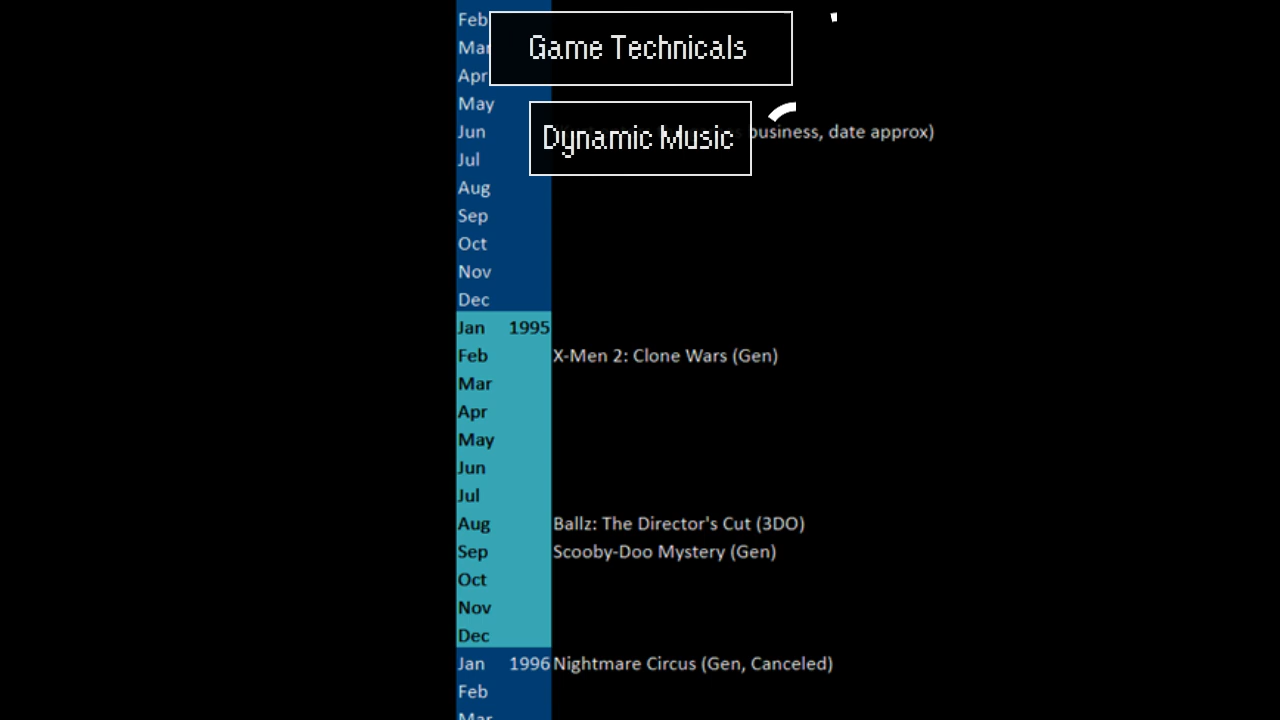 Feb
Game Technicals
Mar
Apr
May
Dynamic Music
Jun business, date approx)
Jul
Aug
Sep
Oct
Nov
Dec
Jan 1995
Feb X-Men 2: Clone Wars (Gen)
Mar
Apr
May
Jun
Jul
Aug Ballz: The Director's Cut (3DO)
Sep Scooby-Doo Mystery (Gen)
Oct
Nov
Dec
Jan 1996 Nightmare Circus (Gen, Canceled)
Feb
Mar